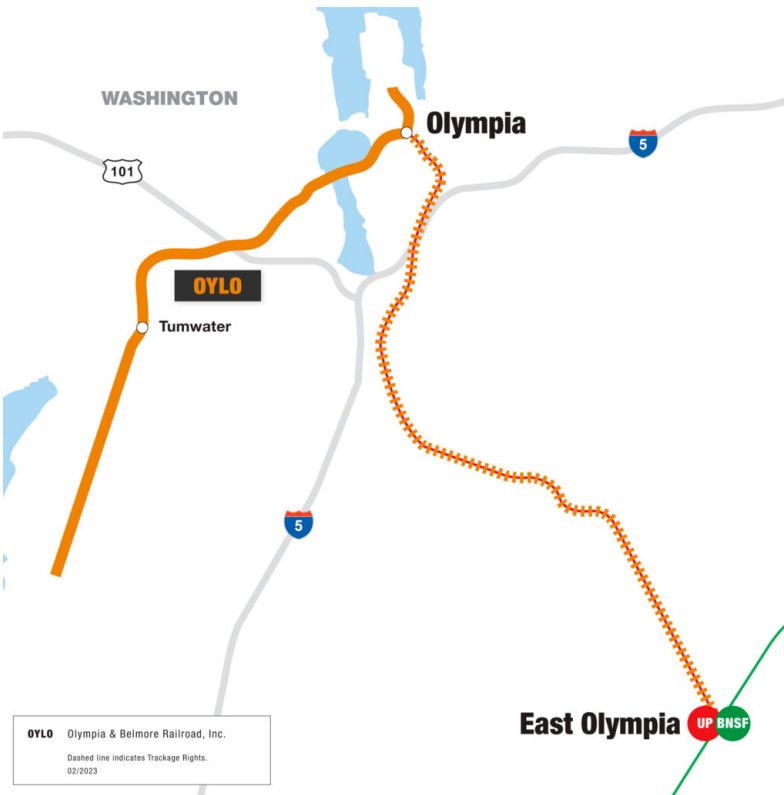 WASHINGTON
Olympia
5
101
OYLO
Tumwater
5
East Olympia UP BNSF
OYLO Olympia & Belmore Railroad, Inc.
Dashed line indicates Trackage Rights.
02/2023